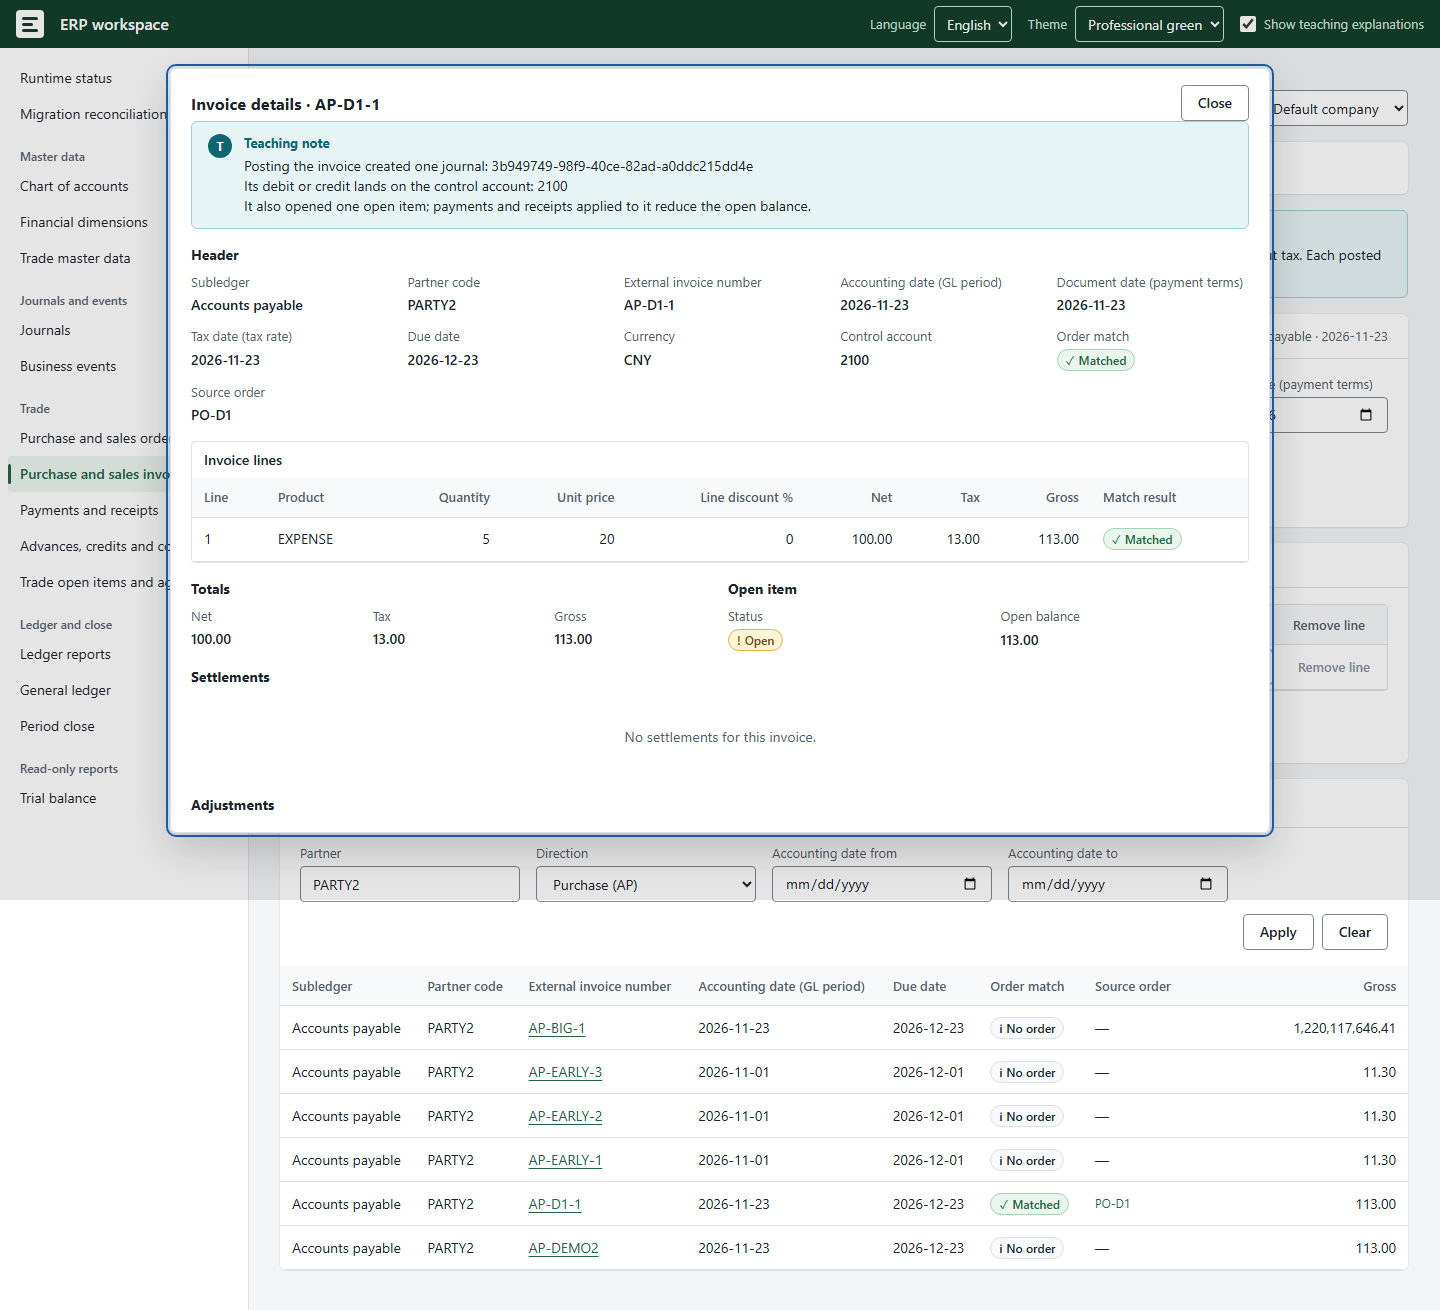 ERP workspace
Language English Theme Professional green Show teaching explanations
Runtime status
Migration reconciliation
Master data
Chart of accounts
Financial dimensions
Trade master data
Journals and events
Journals
Business events
Trade
Purchase and sales orde
Purchase and sales invo
Payments and receipts
Advances, credits and co
Trade open items and ag
Ledger and close
Ledger reports
General ledger
Period close
Read-only reports
Trial balance
Default company
t tax. Each posted
ayable · 2026-11-23
e (payment terms)
6
Remove line
Remove line
Invoice details · AP-D1-1
Close
T Teaching note
Posting the invoice created one journal: 3b949749-98f9-40ce-82ad-a0ddc215dd4e
Its debit or credit lands on the control account: 2100
It also opened one open item; payments and receipts applied to it reduce the open balance.
Header
Subledger Partner code External invoice number Accounting date (GL period) Document date (payment terms)
Accounts payable PARTY2 AP-D1-1 2026-11-23 2026-11-23
Tax date (tax rate) Due date Currency Control account Order match
2026-11-23 2026-12-23 CNY 2100 ✓ Matched
Source order
PO-D1
Invoice lines
Line Product Quantity Unit price Line discount % Net Tax Gross Match result
1 EXPENSE 5 20 0 100.00 13.00 113.00 ✓ Matched
Totals Open item
Net Tax Gross Status Open balance
100.00 13.00 113.00 ! Open 113.00
Settlements
No settlements for this invoice.
Adjustments
Partner Direction Accounting date from Accounting date to
PARTY2 Purchase (AP) mm/dd/yyyy mm/dd/yyyy
Apply Clear
Subledger Partner code External invoice number Accounting date (GL period) Due date Order match Source order Gross
Accounts payable PARTY2 AP-BIG-1 2026-11-23 2026-12-23 i No order — 1,220,117,646.41
Accounts payable PARTY2 AP-EARLY-3 2026-11-01 2026-12-01 i No order — 11.30
Accounts payable PARTY2 AP-EARLY-2 2026-11-01 2026-12-01 i No order — 11.30
Accounts payable PARTY2 AP-EARLY-1 2026-11-01 2026-12-01 i No order — 11.30
Accounts payable PARTY2 AP-D1-1 2026-11-23 2026-12-23 ✓ Matched PO-D1 113.00
Accounts payable PARTY2 AP-DEMO2 2026-11-23 2026-12-23 i No order — 113.00